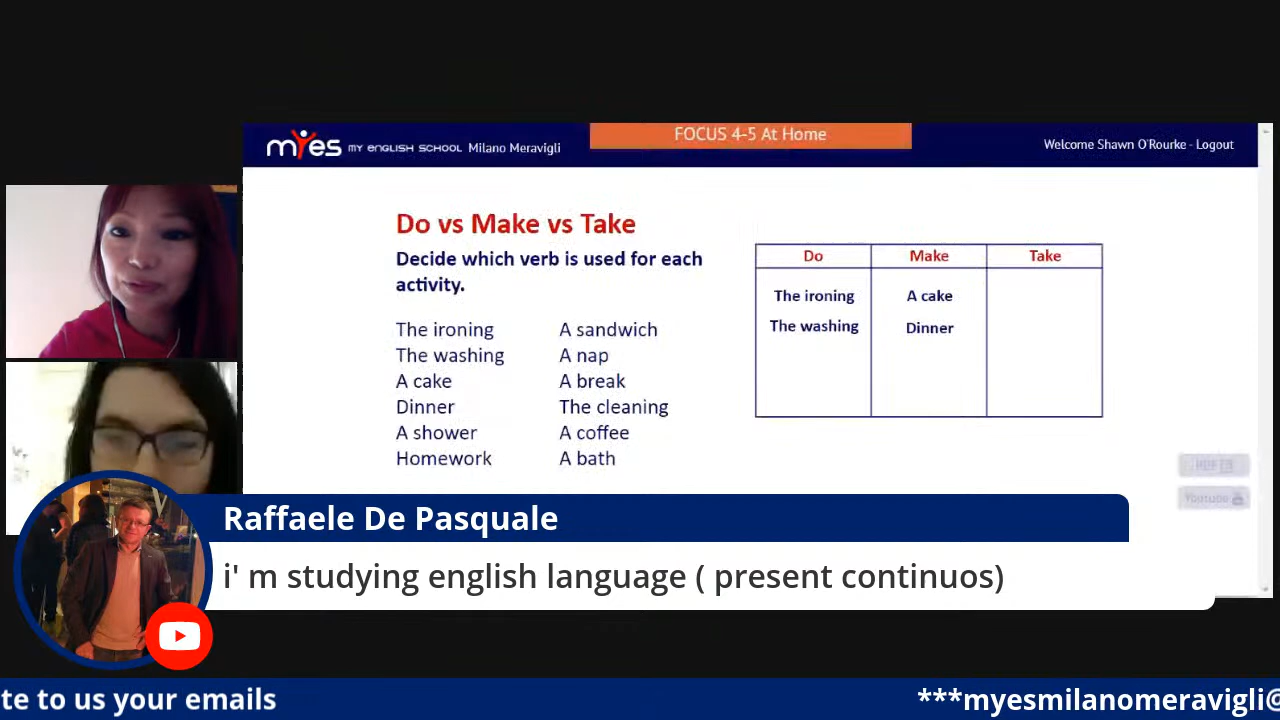 FOCUS 4-5 At Home
myes MY ENGLISH SCHOOL Milano Meravigli
Welcome Shawn O'Rourke - Logout
Do vs Make vs Take
Decide which verb is used for each
activity.
The ironing A sandwich
The washing A nap
A cake A break
Dinner The cleaning
A shower A coffee
Homework A bath
Do Make Take
The ironing A cake
The washing Dinner
Youtube
Raffaele De Pasquale
i' m studying english language ( present continuos)
te to us your emails ***myesmilanomeravigli@